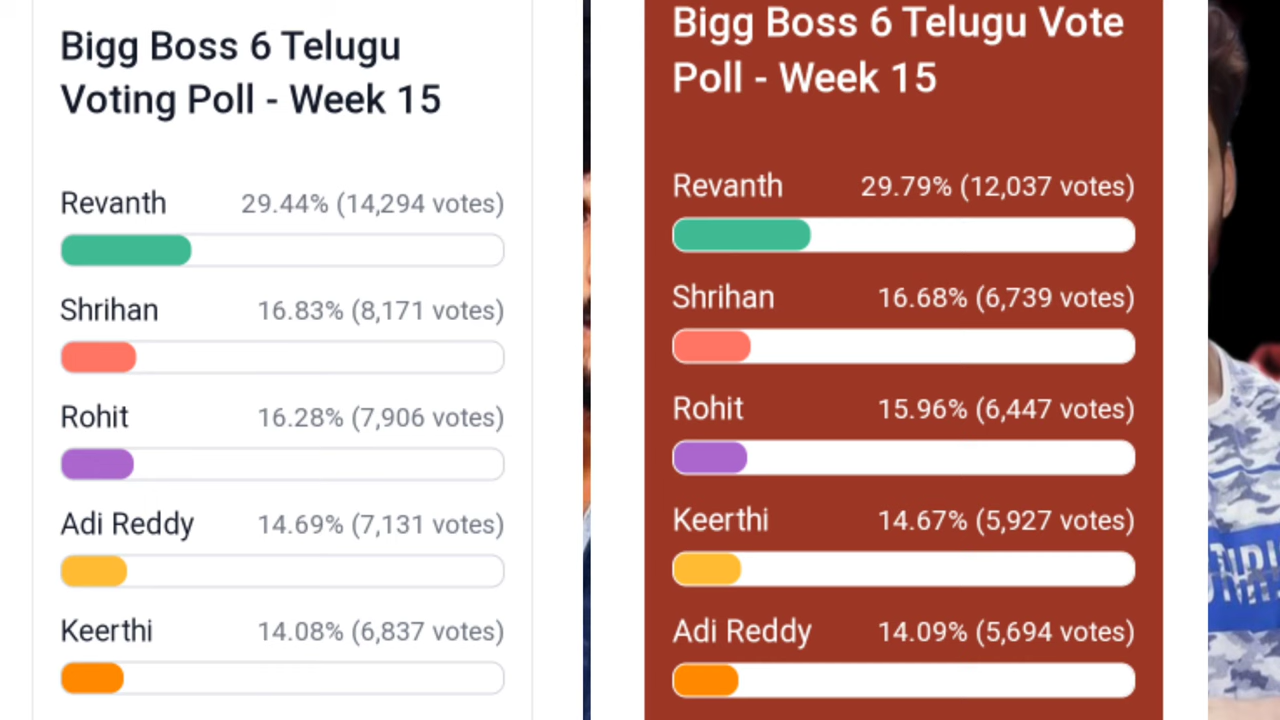 Bigg Boss 6 Telugu
Voting Poll - Week 15
Revanth 29.44% (14,294 votes)
Shrihan 16.83% (8,171 votes)
Rohit 16.28% (7,906 votes)
Adi Reddy 14.69% (7,131 votes)
Keerthi 14.08% (6,837 votes)
Bigg Boss 6 Telugu Vote
Poll - Week 15
Revanth 29.79% (12,037 votes)
Shrihan 16.68% (6,739 votes)
Rohit 15.96% (6,447 votes)
Keerthi 14.67% (5,927 votes)
Adi Reddy 14.09% (5,694 votes)